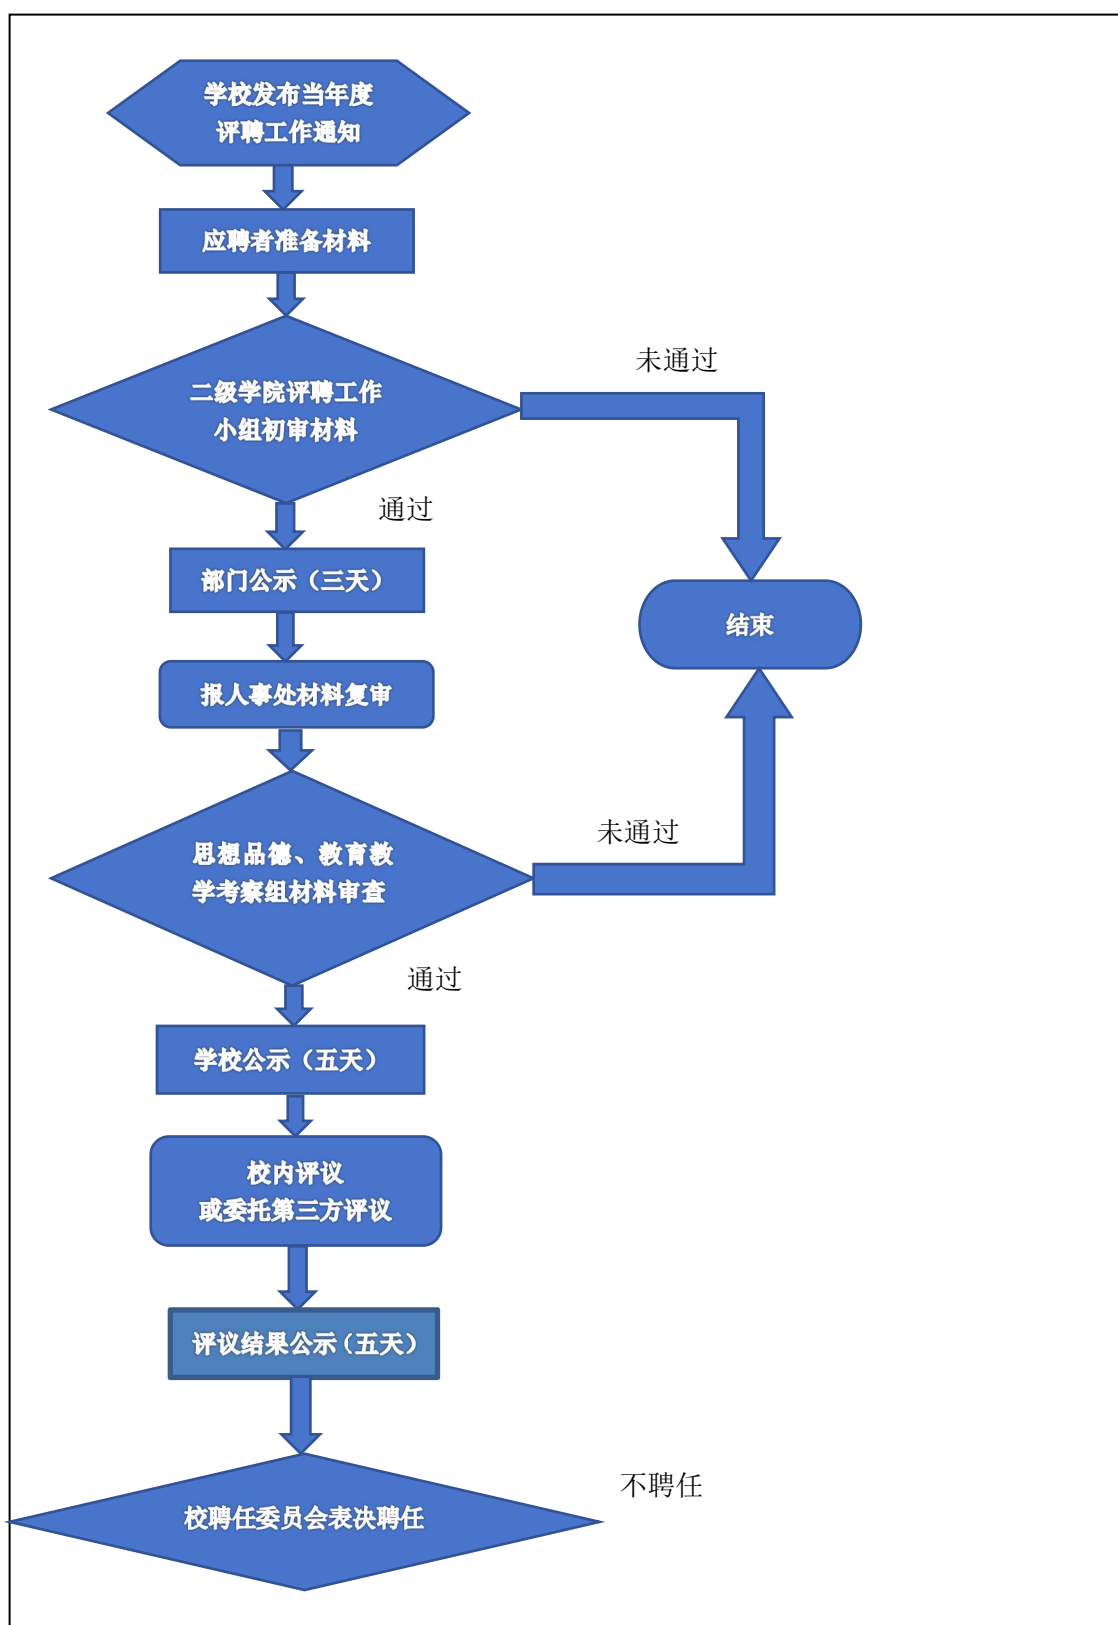 学校发布当年度
评聘工作通知
应聘者准备材料
未通过
二级学院评聘工作
小组初审材料
通过
部门公示（三天）
结束
报人事处材料复审
未通过
思想品德、教育教
学考察组材料审查
通过
学校公示（五天）
校内评议
或委托第三方评议
评议结果公示（五天）
不聘任
校聘任委员会表决聘任